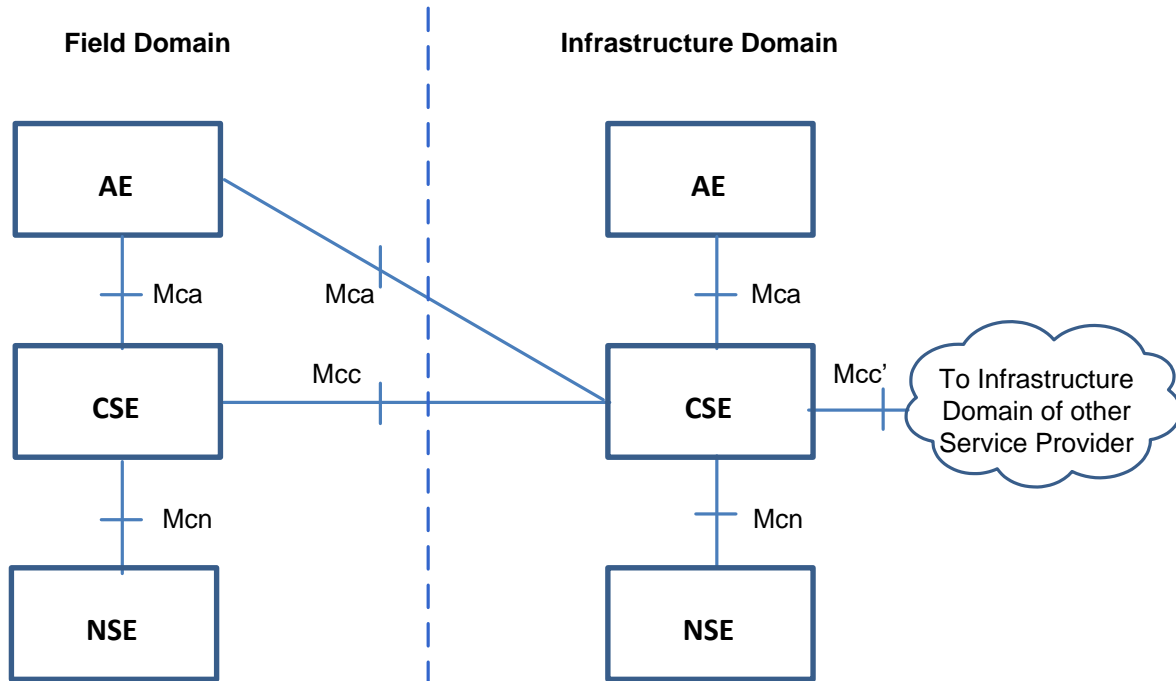 Field Domain
Infrastructure Domain
AE
AE
Mca
Mca
Mca
CSE
Mcc
CSE
Mcc’
To Infrastructure
Domain of other
Service Provider
Mcn
Mcn
NSE
NSE